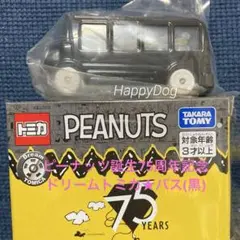 HappyDog
トミカ
PEANUTS
TAKARA
TOMY
対象年齢
3才以上
Dream
TOMICA
ピーナッツ誕生75周年記念
ドリームトミカ★バス(黒)
75
YEARS